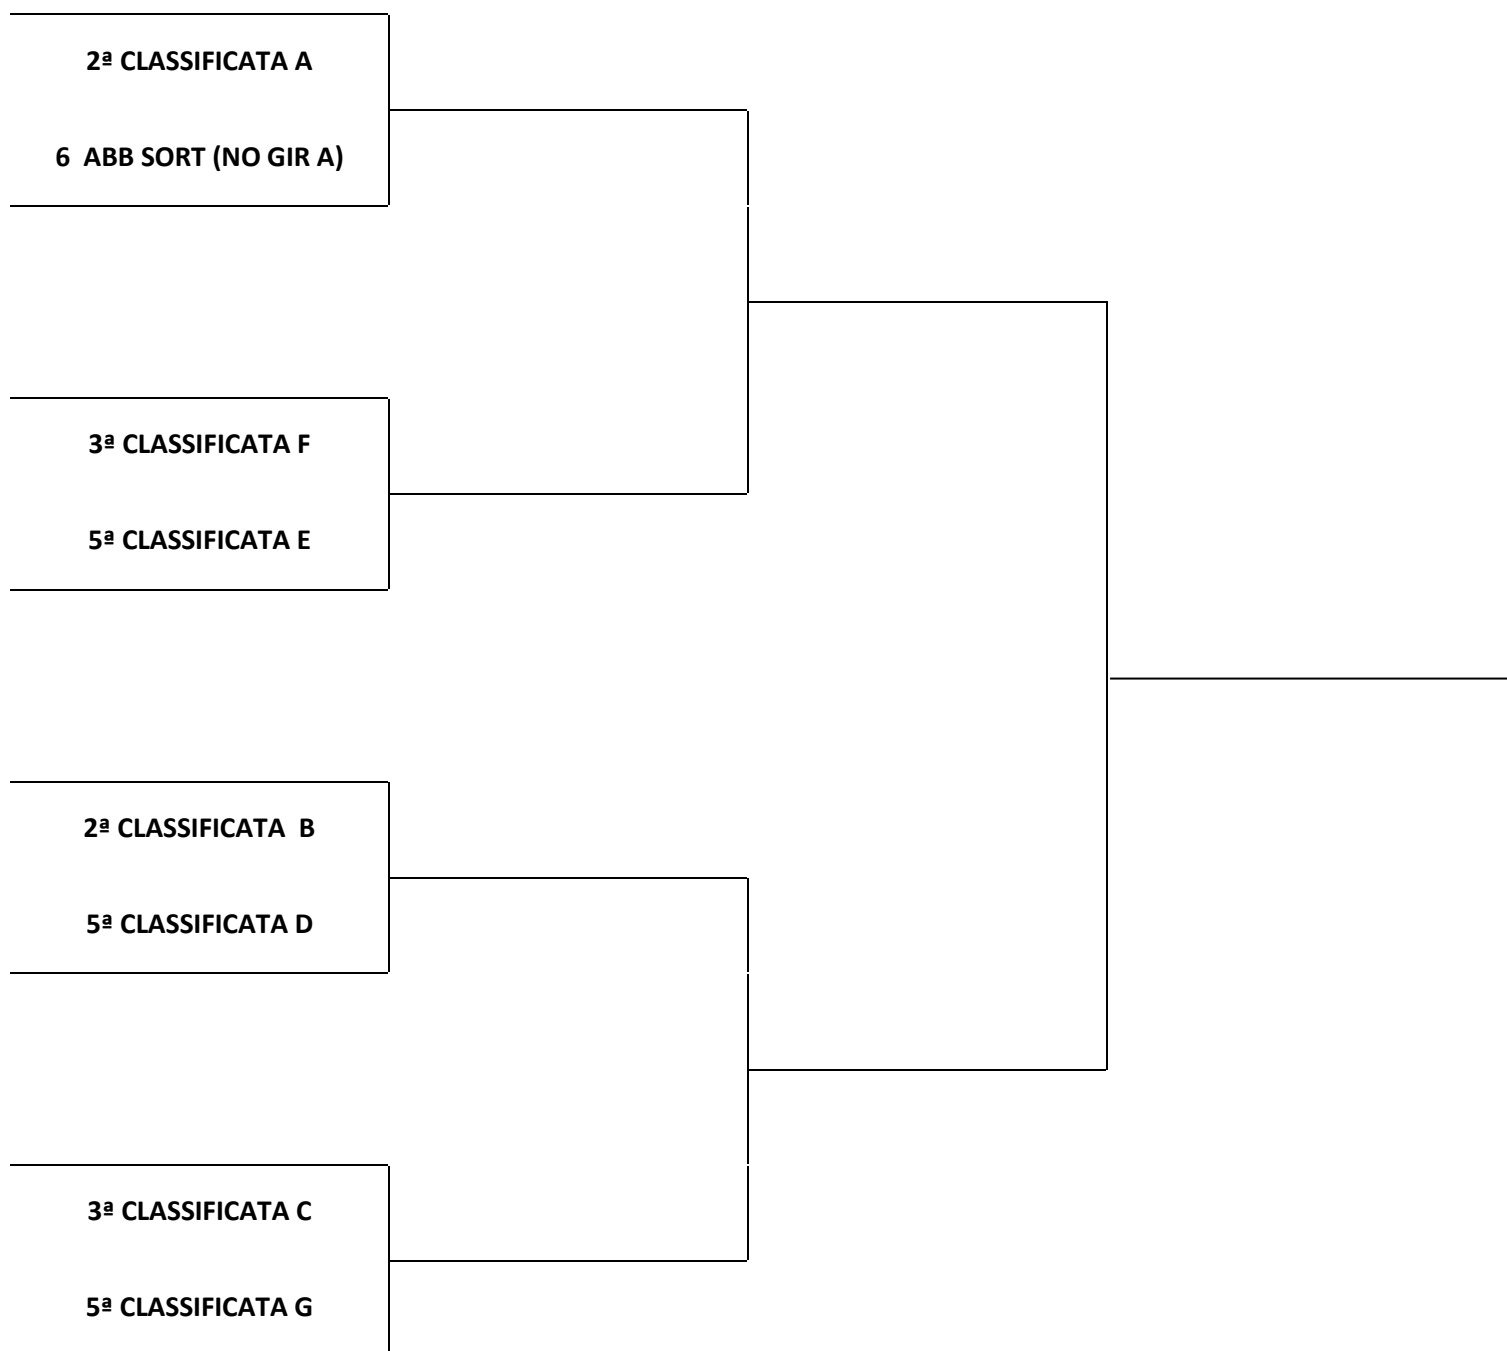 2ª CLASSIFICATA A
6 ABB SORT (NO GIR A)
3ª CLASSIFICATA F
5ª CLASSIFICATA E
2ª CLASSIFICATA B
5ª CLASSIFICATA D
3ª CLASSIFICATA C
5ª CLASSIFICATA G